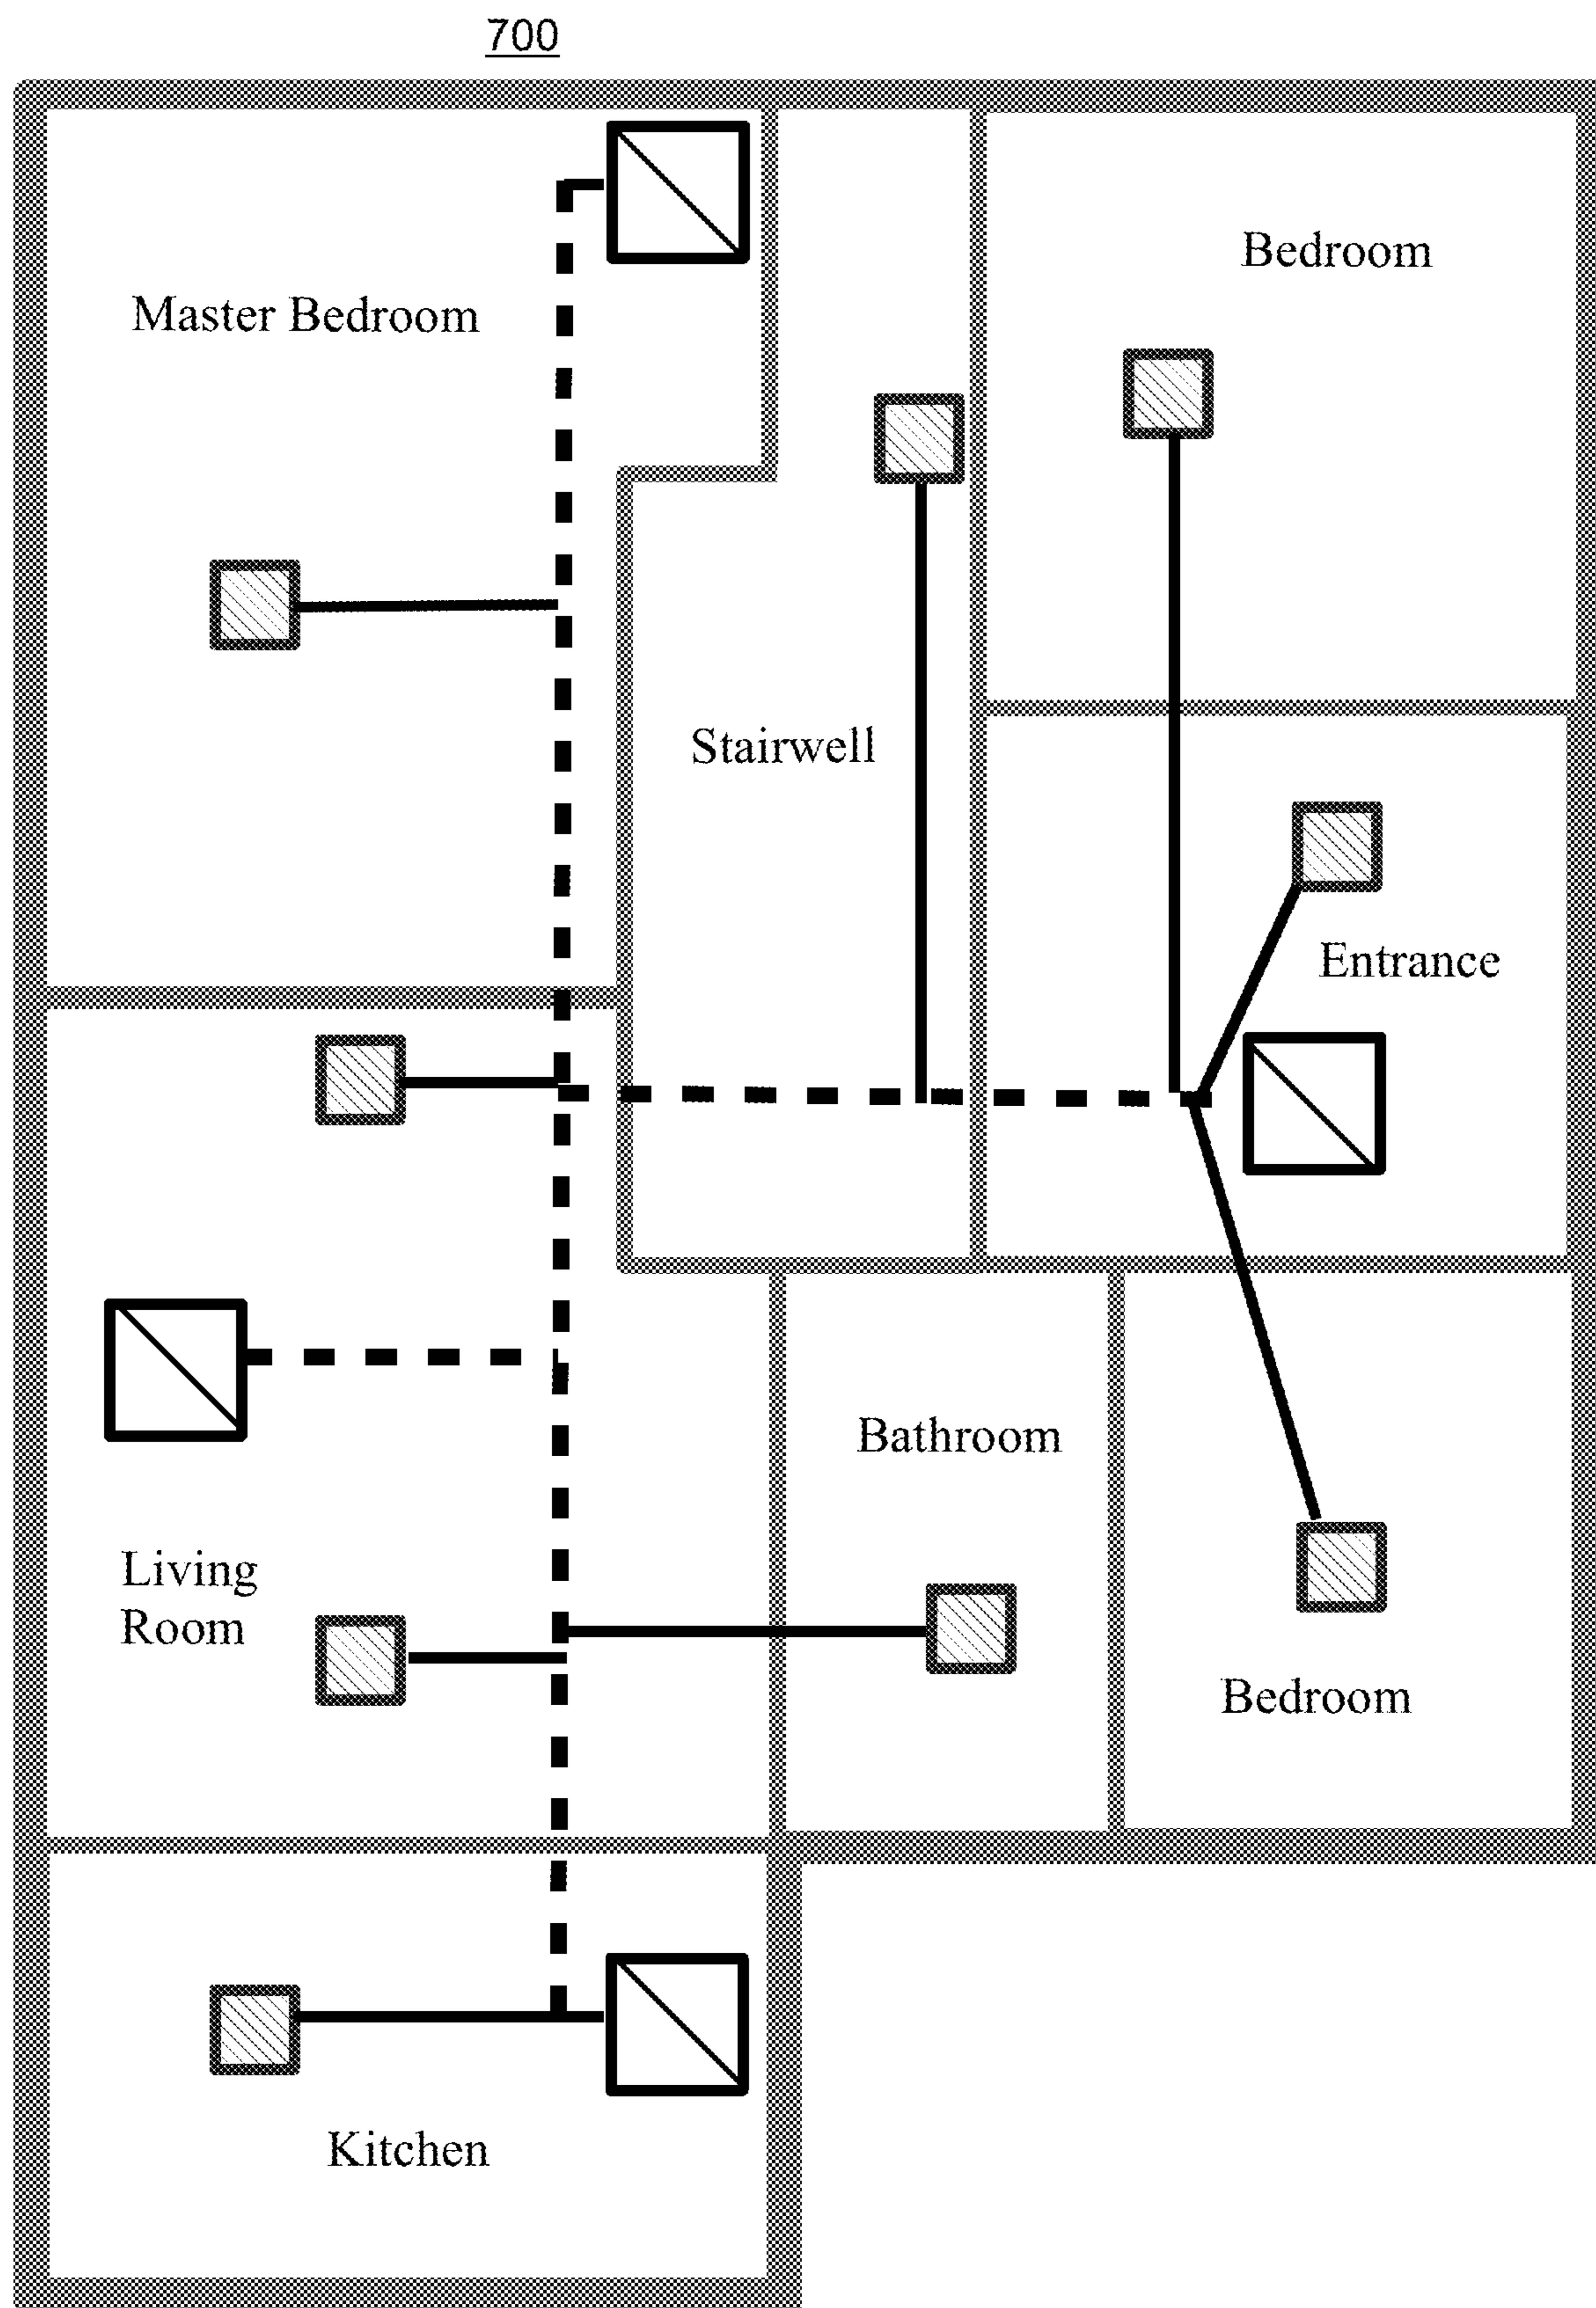 700
Bedroom
Master Bedroom
Stairwell
Entrance
Bathroom
Living
Room
Bedroom
Kitchen